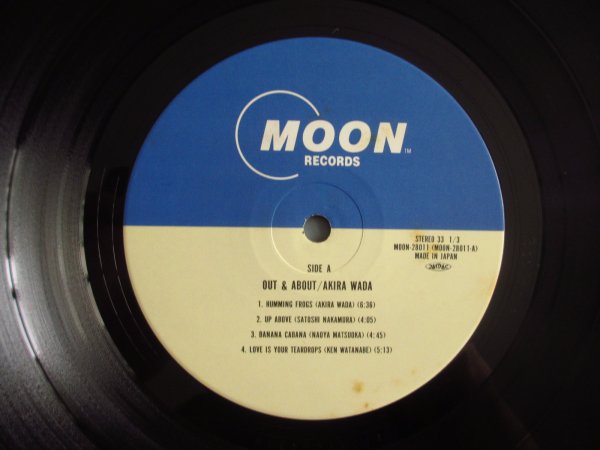 MOON
TM
RECORDS
STEREO 33 1/3
MOON-28011 (MOON-28011-A)
MADE IN JAPAN
SIDE A
OUT & ABOUT/AKIRA WADA
1. HUMMING FROGS (AKIRA WADA) (6:36)
2. UP ABOVE (SATOSHI NAKAMURA) (4:05)
3. BANANA CABANA (NAOYA MATSUOKA) (4:45)
4. LOVE IS YOUR TEARDROPS (KEN WATANABE) (5:13)